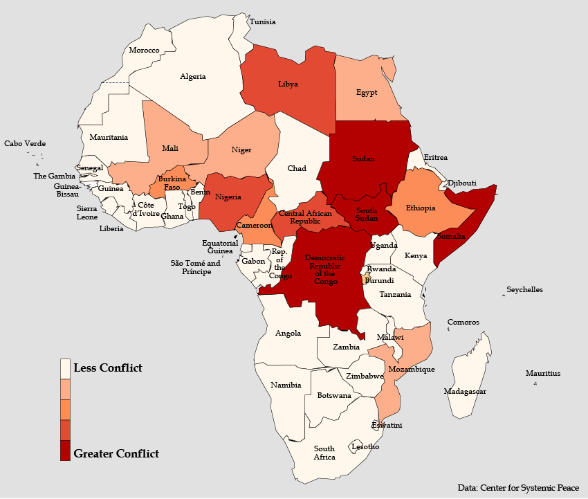 Tunisia
Morocco
Algeria
Libya
Egypt
Mauritania
Mali
Niger
Chad
Sudan
Eritrea
Cabo Verde
Senegal
The Gambia
Guinea-
Bissau
Guinea
Burkina
Faso
Benin
Nigeria
Djibouti
Sierra
Leone
Côte
d'Ivoire
Togo
Ghana
Liberia
Cameroon
Central African
Republic
South
Sudan
Ethiopia
Somalia
Equatorial
Guinea
São Tomé and
Príncipe
Gabon
Rep.
of
the
Congo
Democratic
Republic
of the
Congo
Uganda
Kenya
Rwanda
Burundi
Tanzania
Seychelles
Comoros
Angola
Zambia
Malawi
Mozambique
Zimbabwe
Namibia
Botswana
Madagascar
Mauritius
Eswatini
Lesotho
South
Africa
Less Conflict
Greater Conflict
Data: Center for Systemic Peace